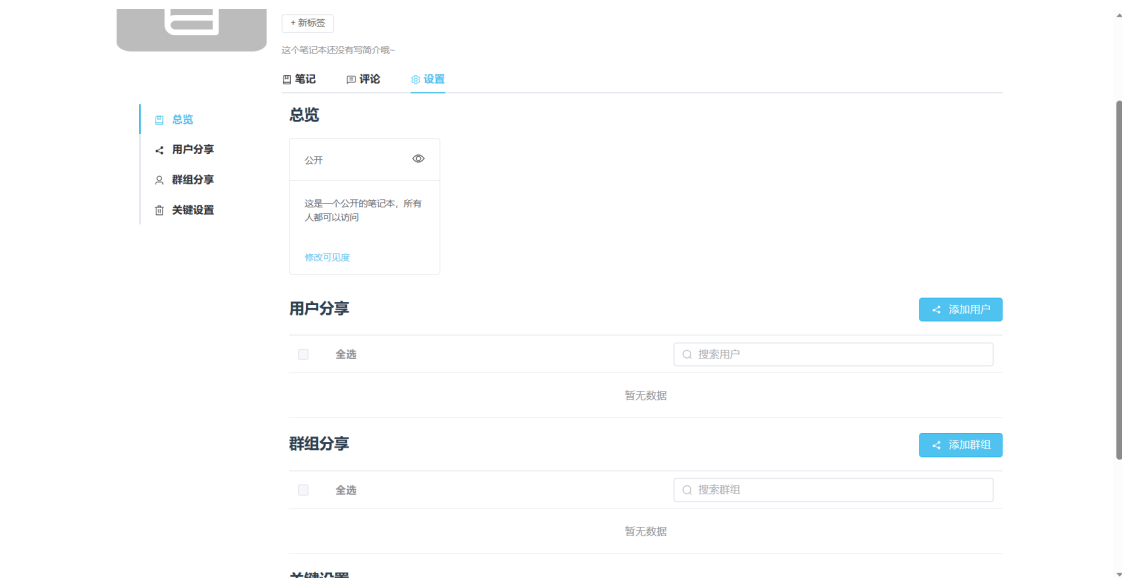 + 新标签
这个笔记本还没有写简介哦~
笔记
评论
设置
总览
用户分享
群组分享
关键设置
总览
公开
这是一个公开的笔记本，所有
人都可以访问
修改可见度
用户分享
添加用户
全选
搜索用户
暂无数据
群组分享
添加群组
全选
搜索群组
暂无数据
关键设置